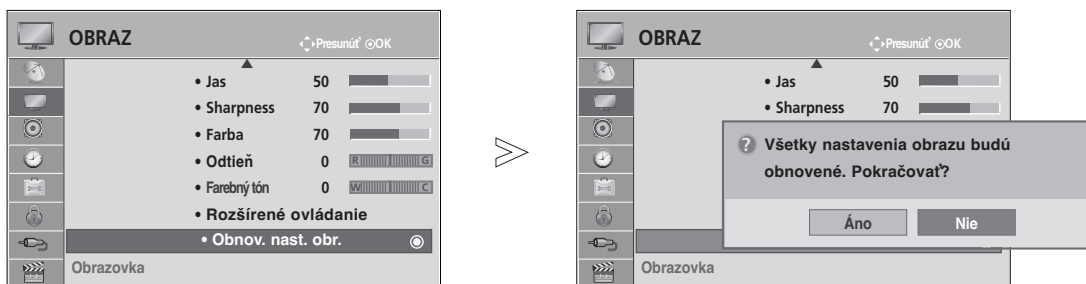 OBRAZ
Presunúť OK
• Jas 50
• Sharpness 70
• Farba 70
• Odtieň 0 R G
• Farebný tón 0 W C
• Rozšírené ovládanie
• Obnov. nast. obr.
Obrazovka
>
OBRAZ
Presunúť OK
• Jas 50
• Sharpness 70
? Všetky nastavenia obrazu budú
obnovené. Pokračovať?
Áno Nie
Obrazovka